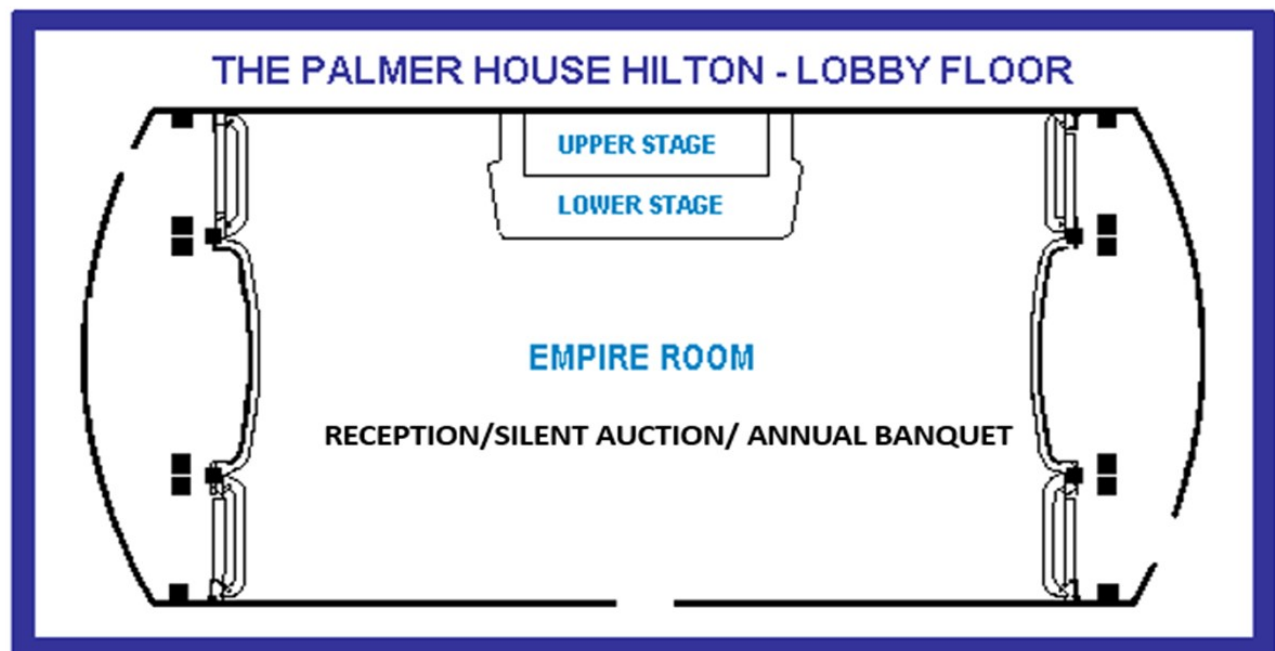 THE PALMER HOUSE HILTON - LOBBY FLOOR
UPPER STAGE
LOWER STAGE
EMPIRE ROOM
RECEPTION/SILENT AUCTION/ ANNUAL BANQUET